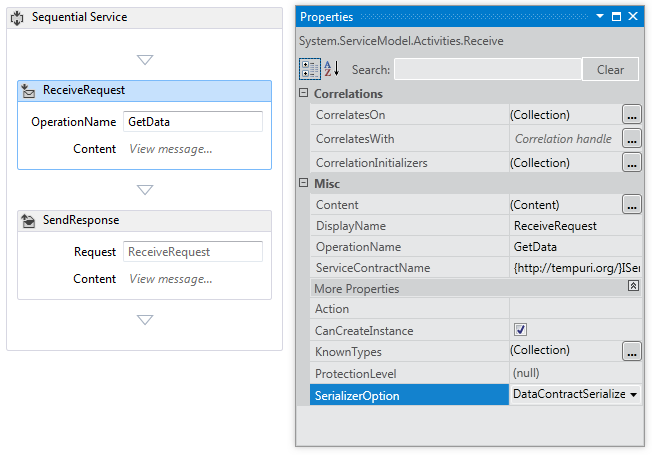 Sequential Service
ReceiveRequest
OperationName GetData
Content View message...
SendResponse
Request ReceiveRequest
Content View message...
Properties
System.ServiceModel.Activities.Receive
A
Z
Search: Clear
Correlations
CorrelatesOn (Collection) ...
CorrelatesWith Correlation handle ...
CorrelationInitializers (Collection) ...
Misc
Content (Content) ...
DisplayName ReceiveRequest
OperationName GetData
ServiceContractName {http://tempuri.org/}ISer
More Properties
Action
CanCreateInstance
KnownTypes (Collection) ...
ProtectionLevel (null)
SerializerOption DataContractSerialize